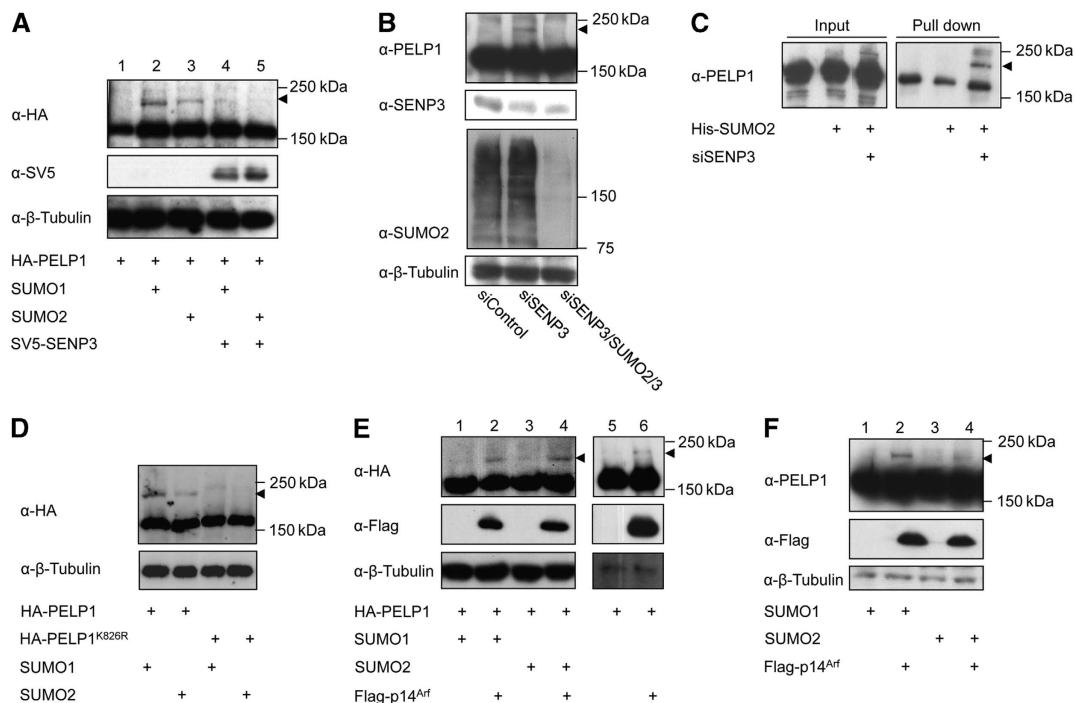 A
1 2 3 4 5
250 kDa
α-HA
150 kDa
α-SV5
α-β-Tubulin
HA-PELP1 + + + + +
SUMO1 + +
SUMO2 + +
SV5-SENP3 + +
B
250 kDa
α-PELP1
150 kDa
α-SENP3
150
α-SUMO2
75
α-β-Tubulin
siControl
siSENP3
siSENP3/SUMO2/3
C
Input Pull down
250 kDa
α-PELP1
150 kDa
His-SUMO2 + + + +
siSENP3 + +
D
250 kDa
α-HA
150 kDa
α-β-Tubulin
HA-PELP1 + +
HA-PELP1K826R + +
SUMO1 + +
SUMO2 + +
E
1 2 3 4 5 6
250 kDa
α-HA
150 kDa
α-Flag
α-β-Tubulin
HA-PELP1 + + + + + +
SUMO1 + +
SUMO2 + +
Flag-p14Arf + + +
F
1 2 3 4
250 kDa
α-PELP1
150 kDa
α-Flag
α-β-Tubulin
SUMO1 + +
SUMO2 + +
Flag-p14Arf + +